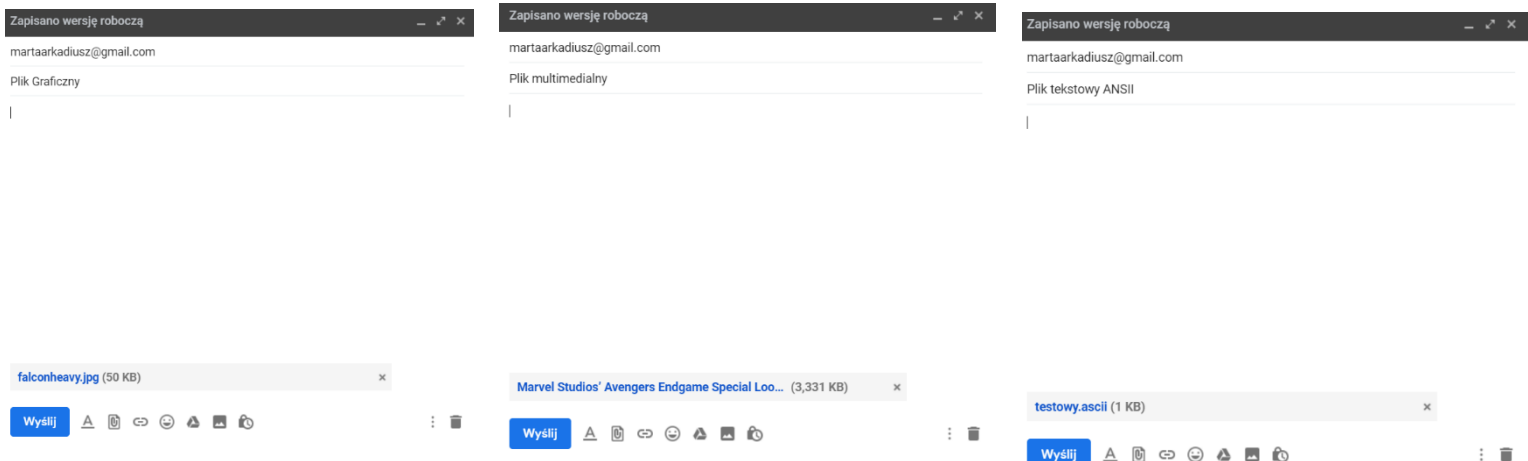 Zapisano wersję roboczą
martaarkadiusz@gmail.com
Plik Graficzny
falconheavy.jpg (50 KB)
Wyślij
Zapisano wersję roboczą
martaarkadiusz@gmail.com
Plik multimedialny
Marvel Studios' Avengers Endgame Special Loo... (3,331 KB)
Wyślij
Zapisano wersję roboczą
martaarkadiusz@gmail.com
Plik tekstowy ANSII
testowy.ascii (1 KB)
Wyślij